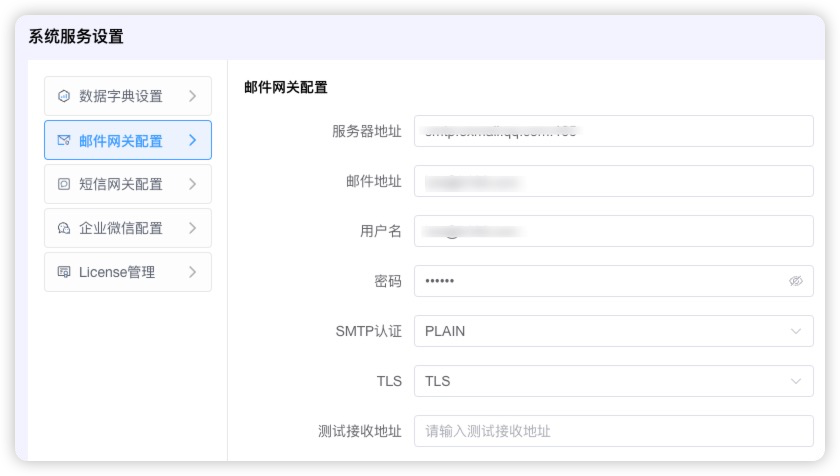 系统服务设置
数据字典设置
邮件网关配置
短信网关配置
企业微信配置
License管理
邮件网关配置
服务器地址
邮件地址
用户名
密码 ••••••
SMTP认证 PLAIN
TLS TLS
测试接收地址 请输入测试接收地址